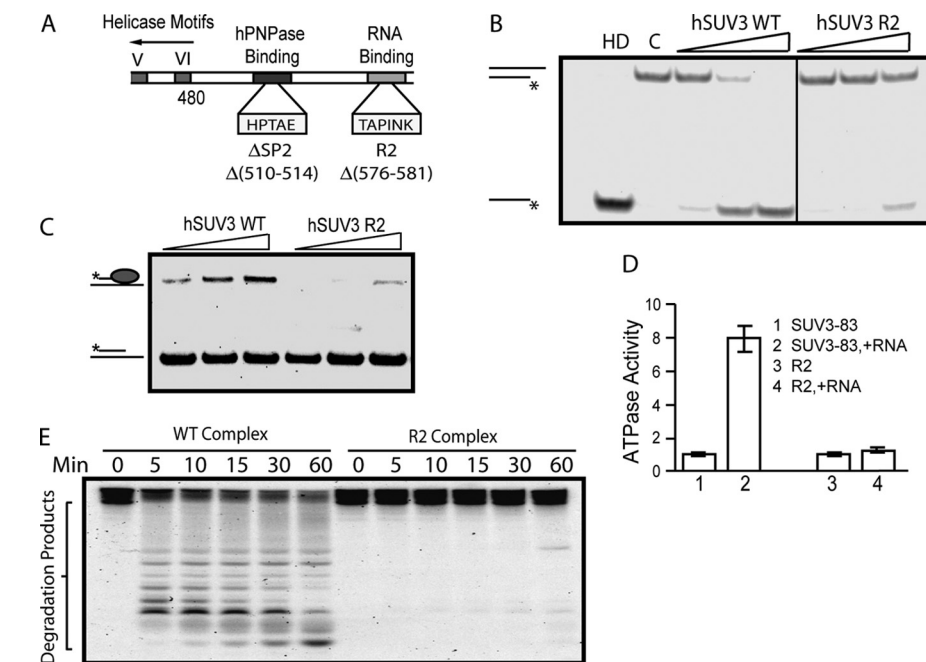 A
Helicase Motifs
hPNPase
Binding
RNA
Binding
V
VI
480
HPTAE
TAPINK
ΔSP2
Δ(510-514)
R2
Δ(576-581)
B
hSUV3 WT
hSUV3 R2
HD
C
*
*
C
hSUV3 WT
hSUV3 R2
*
*
D
ATPase Activity
10
8
6
4
2
0
1 SUV3-83
2 SUV3-83,+RNA
3 R2
4 R2,+RNA
1 2 3 4
E
WT Complex
R2 Complex
Min 0 5 10 15 30 60 0 5 10 15 30 60
Degradation Products